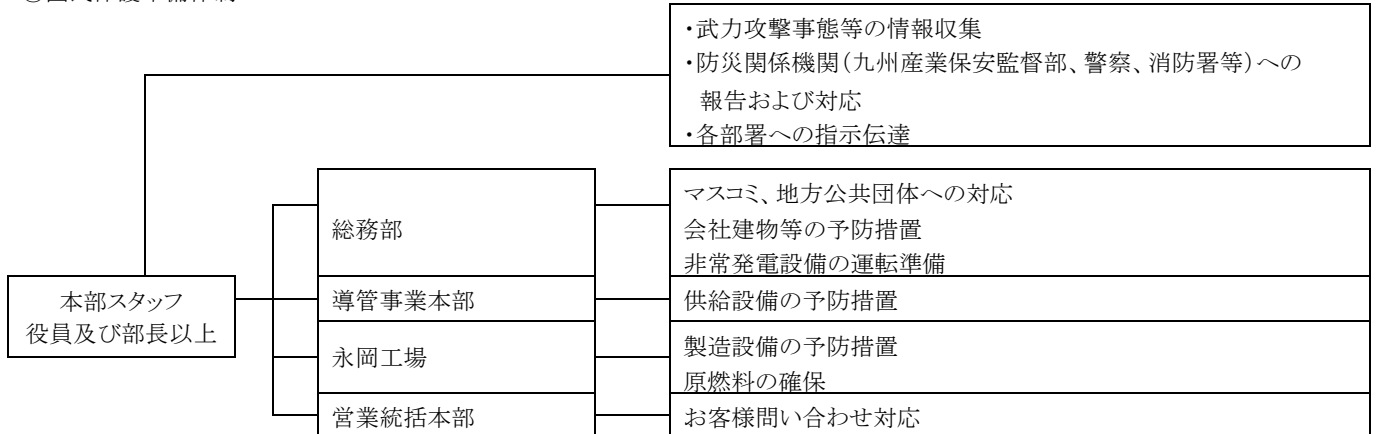 ・武力攻撃事態等の情報収集
・防災関係機関（九州産業保安監督部、警察、消防署等）への
報告および対応
・各部署への指示伝達
総務部
マスコミ、地方公共団体への対応
会社建物等の予防措置
非常発電設備の運転準備
本部スタッフ
役員及び部長以上
導管事業本部
供給設備の予防措置
永岡工場
製造設備の予防措置
原燃料の確保
営業統括本部
お客様問い合わせ対応